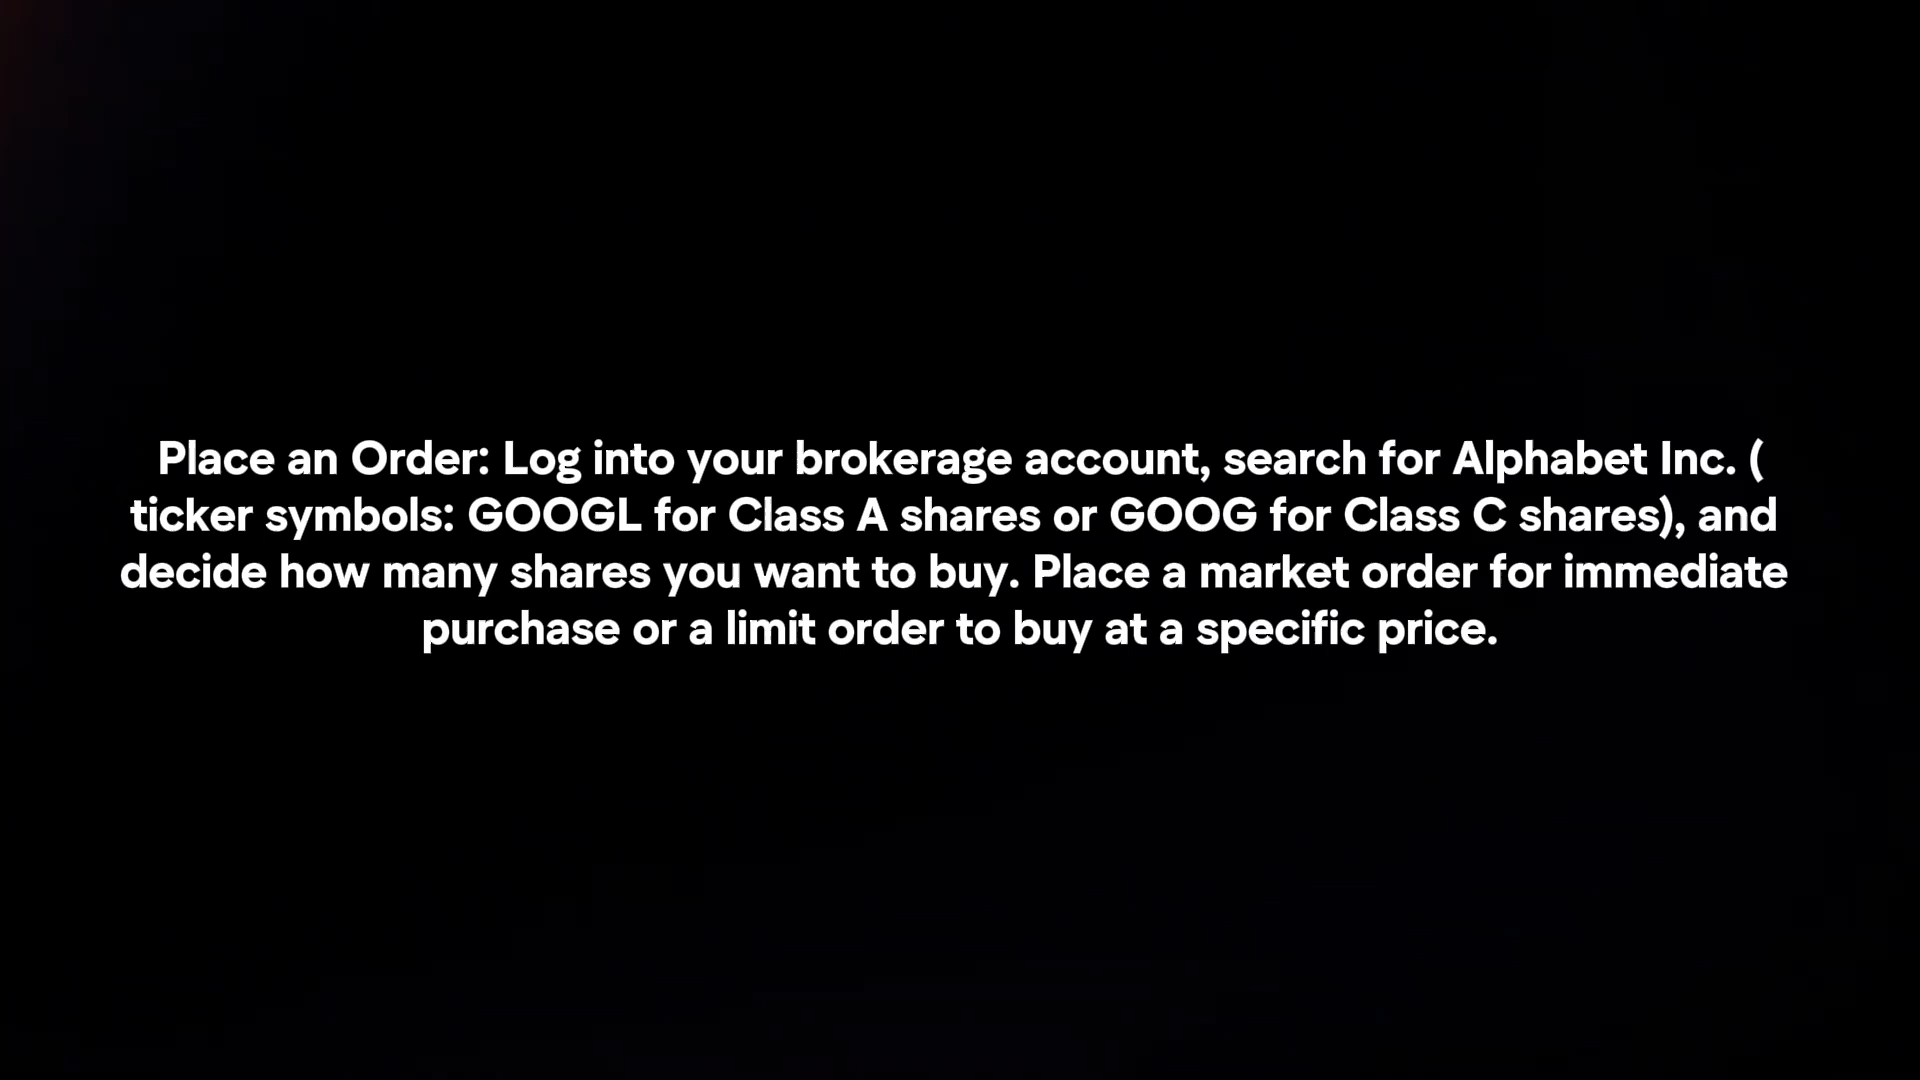 Place an Order: Log into your brokerage account, search for Alphabet Inc. (
ticker symbols: GOOGL for Class A shares or GOOG for Class C shares), and
decide how many shares you want to buy. Place a market order for immediate
purchase or a limit order to buy at a specific price.